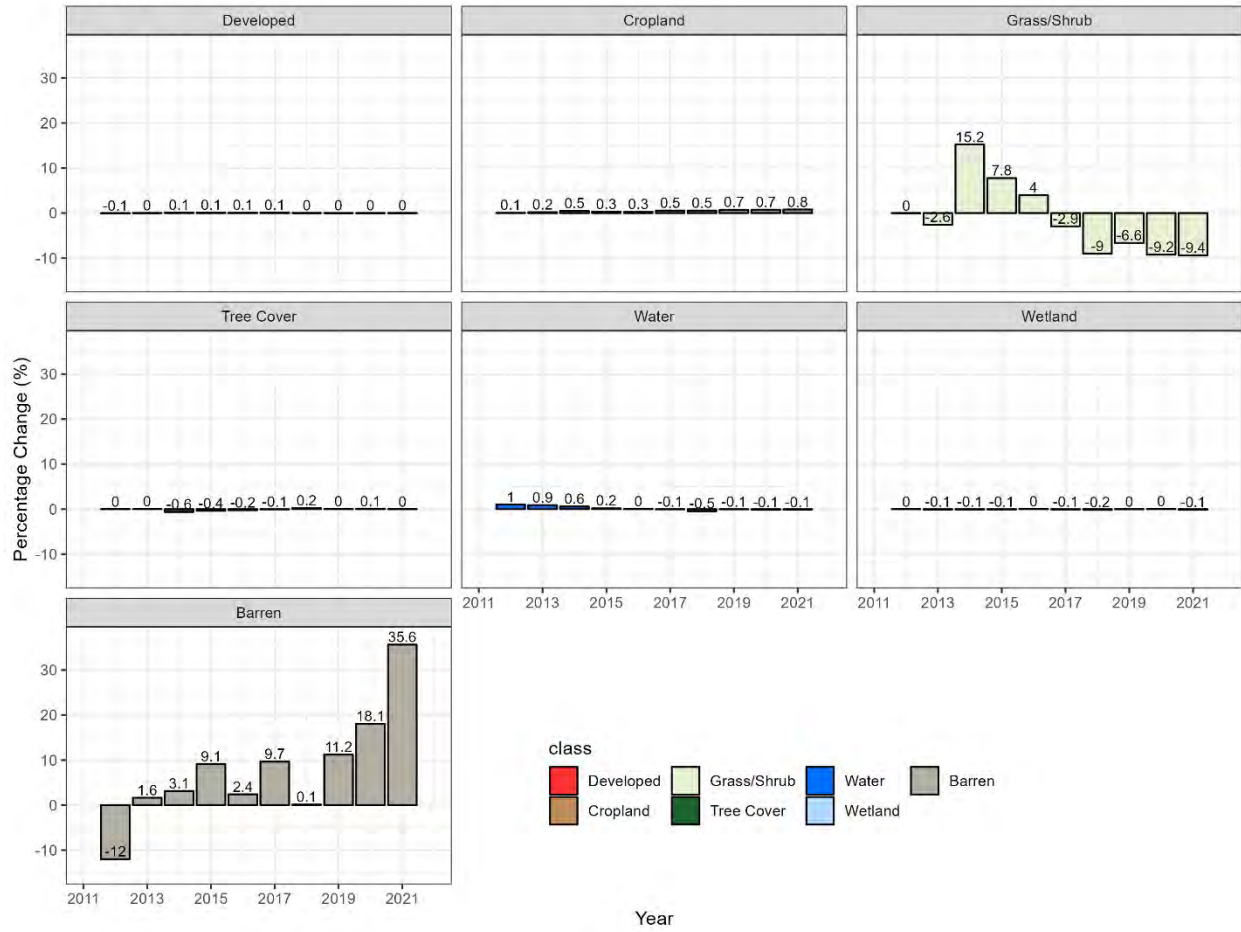 Developed Cropland Grass/Shrub
30
20
10
0
-10
-0.1 0 0.1 0.1 0.1 0.1 0 0 0 0
0.1 0.2 0.5 0.3 0.3 0.5 0.5 0.7 0.7 0.8
0 -2.6 15.2 7.8 4 -2.9 -9 -6.6 -9.2 -9.4
Tree Cover Water Wetland
30
20
10
0
-10
0 0 -0.6 -0.4 -0.2 -0.1 0.2 0 0.1 0
1 0.9 0.6 0.2 0 -0.1 -0.5 -0.1 -0.1 -0.1
0 -0.1 -0.1 -0.1 0 -0.1 -0.2 0 0 -0.1
2011 2013 2015 2017 2019 2021
2011 2013 2015 2017 2019 2021
Percentage Change (%)
Barren
30
20
10
0
-10
-12 1.6 3.1 9.1 2.4 9.7 0.1 11.2 18.1 35.6
2011 2013 2015 2017 2019 2021
class
Developed Grass/Shrub Water Barren
Cropland Tree Cover Wetland
Year